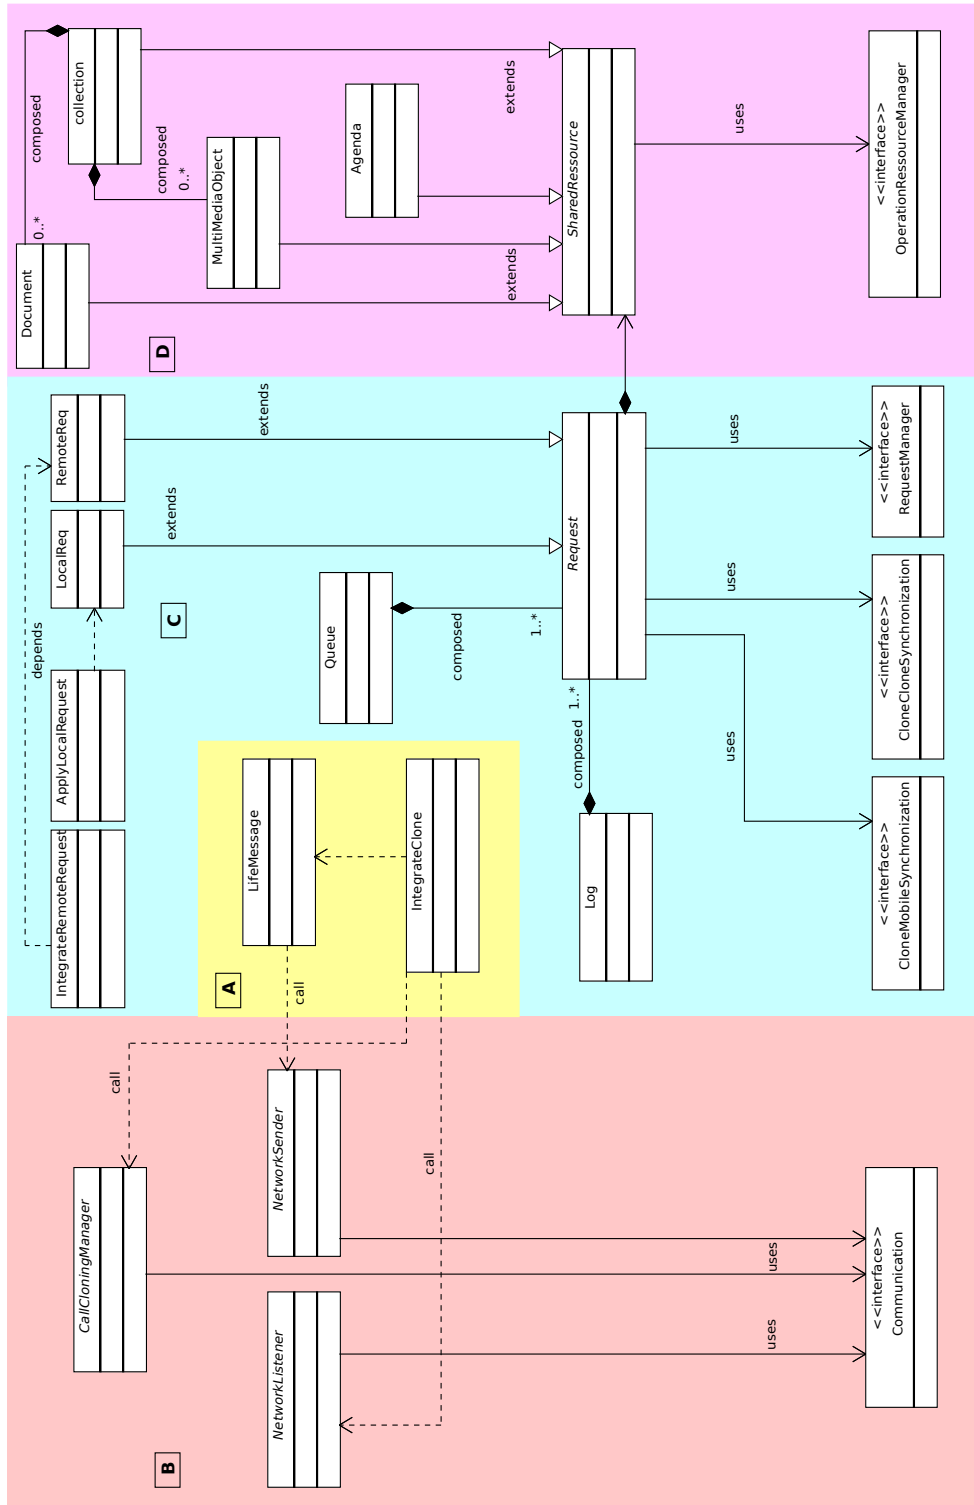 B
CallCloningManager
call
NetworkListener
NetworkSender
call
call
uses
uses
<<interface>>
Communication
A
LifeMessage
IntegrateClone
depends
IntegrateRemoteRequest
ApplyLocalRequest
LocalReq
RemoteReq
C
extends
extends
Queue
composed
1..*
Request
composed 1..*
Log
uses
uses
uses
<<interface>>
CloneMobileSynchronization
<<interface>>
CloneCloneSynchronization
<<interface>>
RequestManager
D
Document
0..*
composed
collection
composed
0..*
MultiMediaObject
Agenda
extends
extends
SharedRessource
uses
<<interface>>
OperationRessourceManager